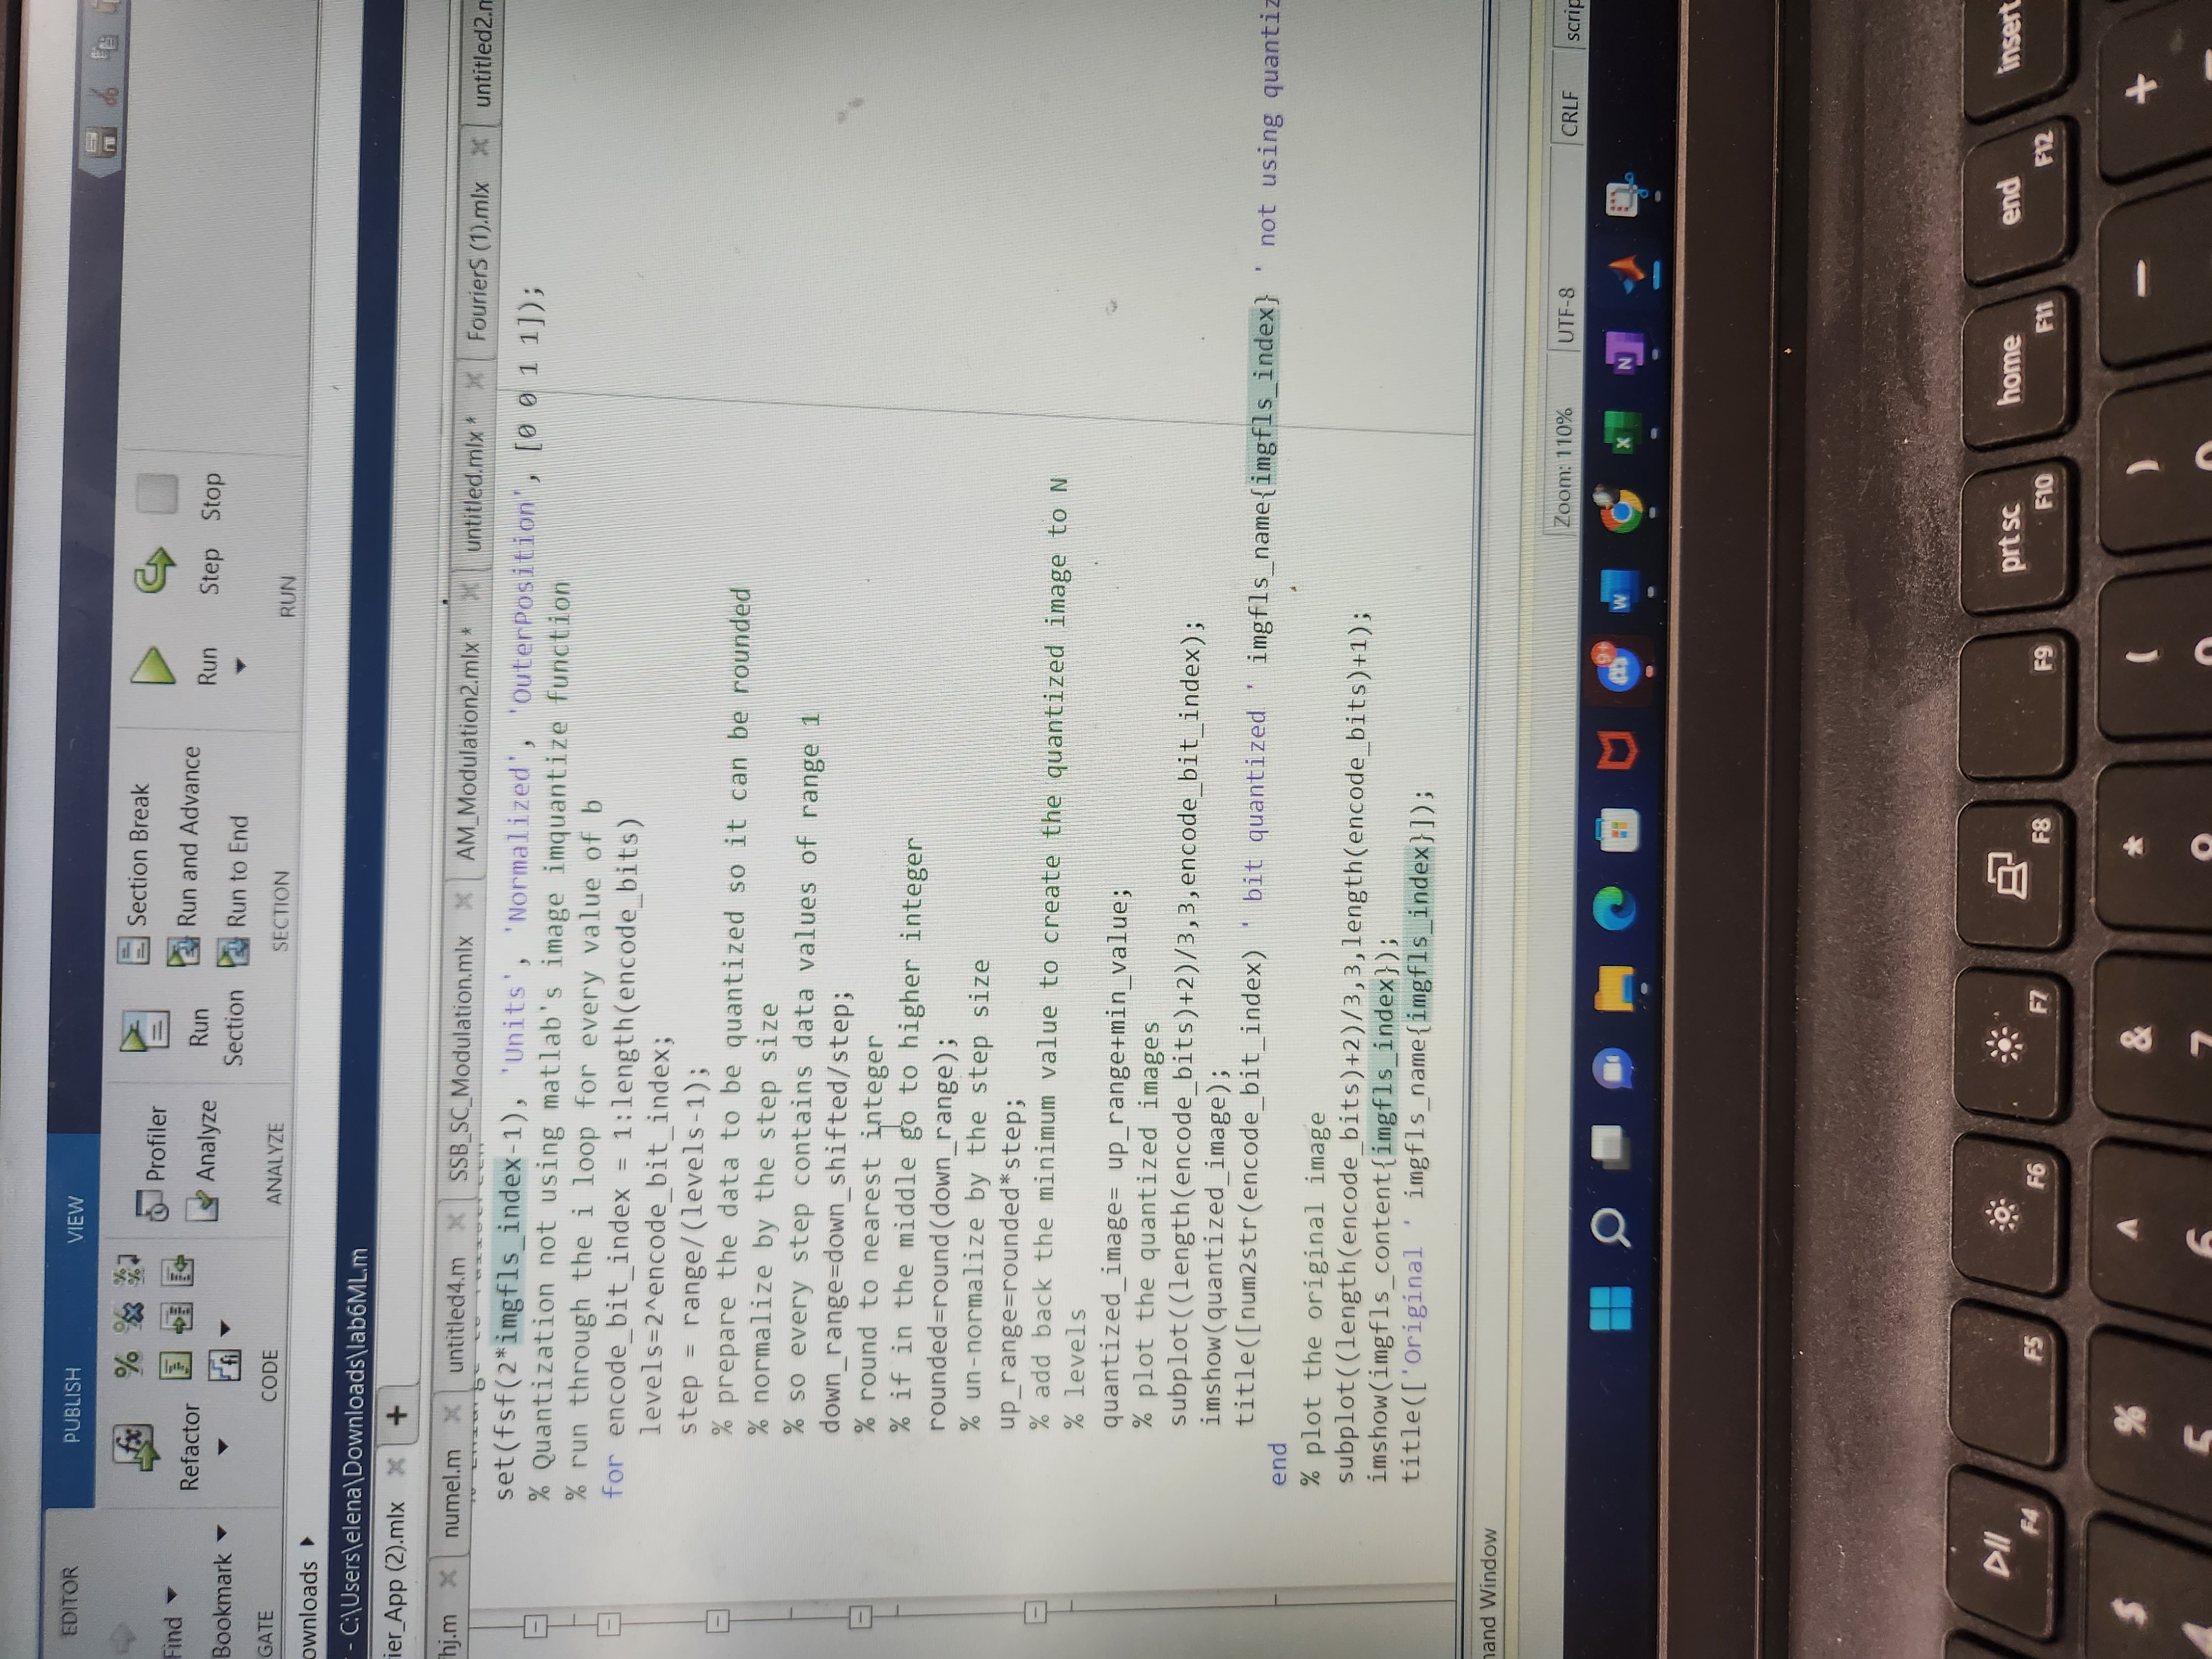 EDITOR PUBLISH VIEW
Find
Bookmark
GATE
Refactor
CODE
Profiler
Analyze
ANALYZE
Run
Section
Section Break
Run and Advance
Run to End
SECTION
Run Step Stop
RUN
ownloads
- C:\Users\elena\Downloads\lab6ML.m
ier_App (2).mlx
hj.m numel.m untitled4.m SSB_SC_Modulation.mlx AM_Modulation2.mlx * untitled.mlx * FourierS (1).mlx untitled2.m
set(fsf(2*imgfls_index-1), 'Units', 'Normalized', 'OuterPosition', [0 0 1 1]);
% Quantization not using matlab's image imquantize function
% run through the i loop for every value of b
for encode_bit_index = 1:length(encode_bits)
levels=2^encode_bit_index;
step = range/(levels-1);
% prepare the data to be quantized so it can be rounded
% normalize by the step size
% so every step contains data values of range 1
down_range=down_shifted/step;
% round to nearest integer
% if in the middle go to higher integer
rounded=round(down_range);
% un-normalize by the step size
up_range=rounded*step;
% add back the minimum value to create the quantized image to N
% levels
quantized_image= up_range+min_value;
% plot the quantized images
subplot((length(encode_bits)+2)/3,3,encode_bit_index);
imshow(quantized_image);
title([num2str(encode_bit_index) ' bit quantized ' imgfls_name{imgfls_index} ' not using quantiz
end
% plot the original image
subplot((length(encode_bits)+2)/3,3,length(encode_bits)+1);
imshow(imgfls_content{imgfls_index});
title(['Original ' imgfls_name{imgfls_index}]);
mand Window
Zoom: 110% UTF-8 CRLF scrip
9+
W
X
N
F4 F5 F6 F7 F8 F9 prt sc F10 home F11 end F12 insert
$ % ^ & * ( ) - +
4 5 6 7